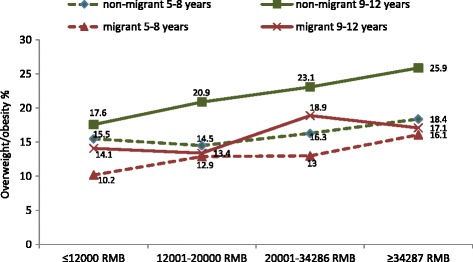 non-migrant 5-8 years
non-migrant 9-12 years
migrant 5-8 years
migrant 9-12 years
Overweight/obesity %
30
25
20
15
10
5
0
17.6
20.9
23.1
25.9
15.5
14.5
16.3
18.4
14.1
13.4
18.9
17.1
10.2
12.9
13
16.1
≤12000 RMB
12001-20000 RMB
20001-34286 RMB
≥34287 RMB